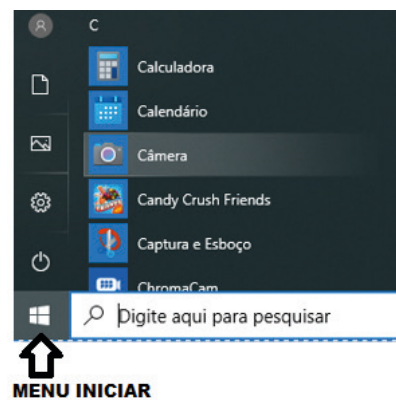 C
Calculadora
Calendário
Câmera
Candy Crush Friends
Captura e Esboço
ChromaCam
Digite aqui para pesquisar
MENU INICIAR